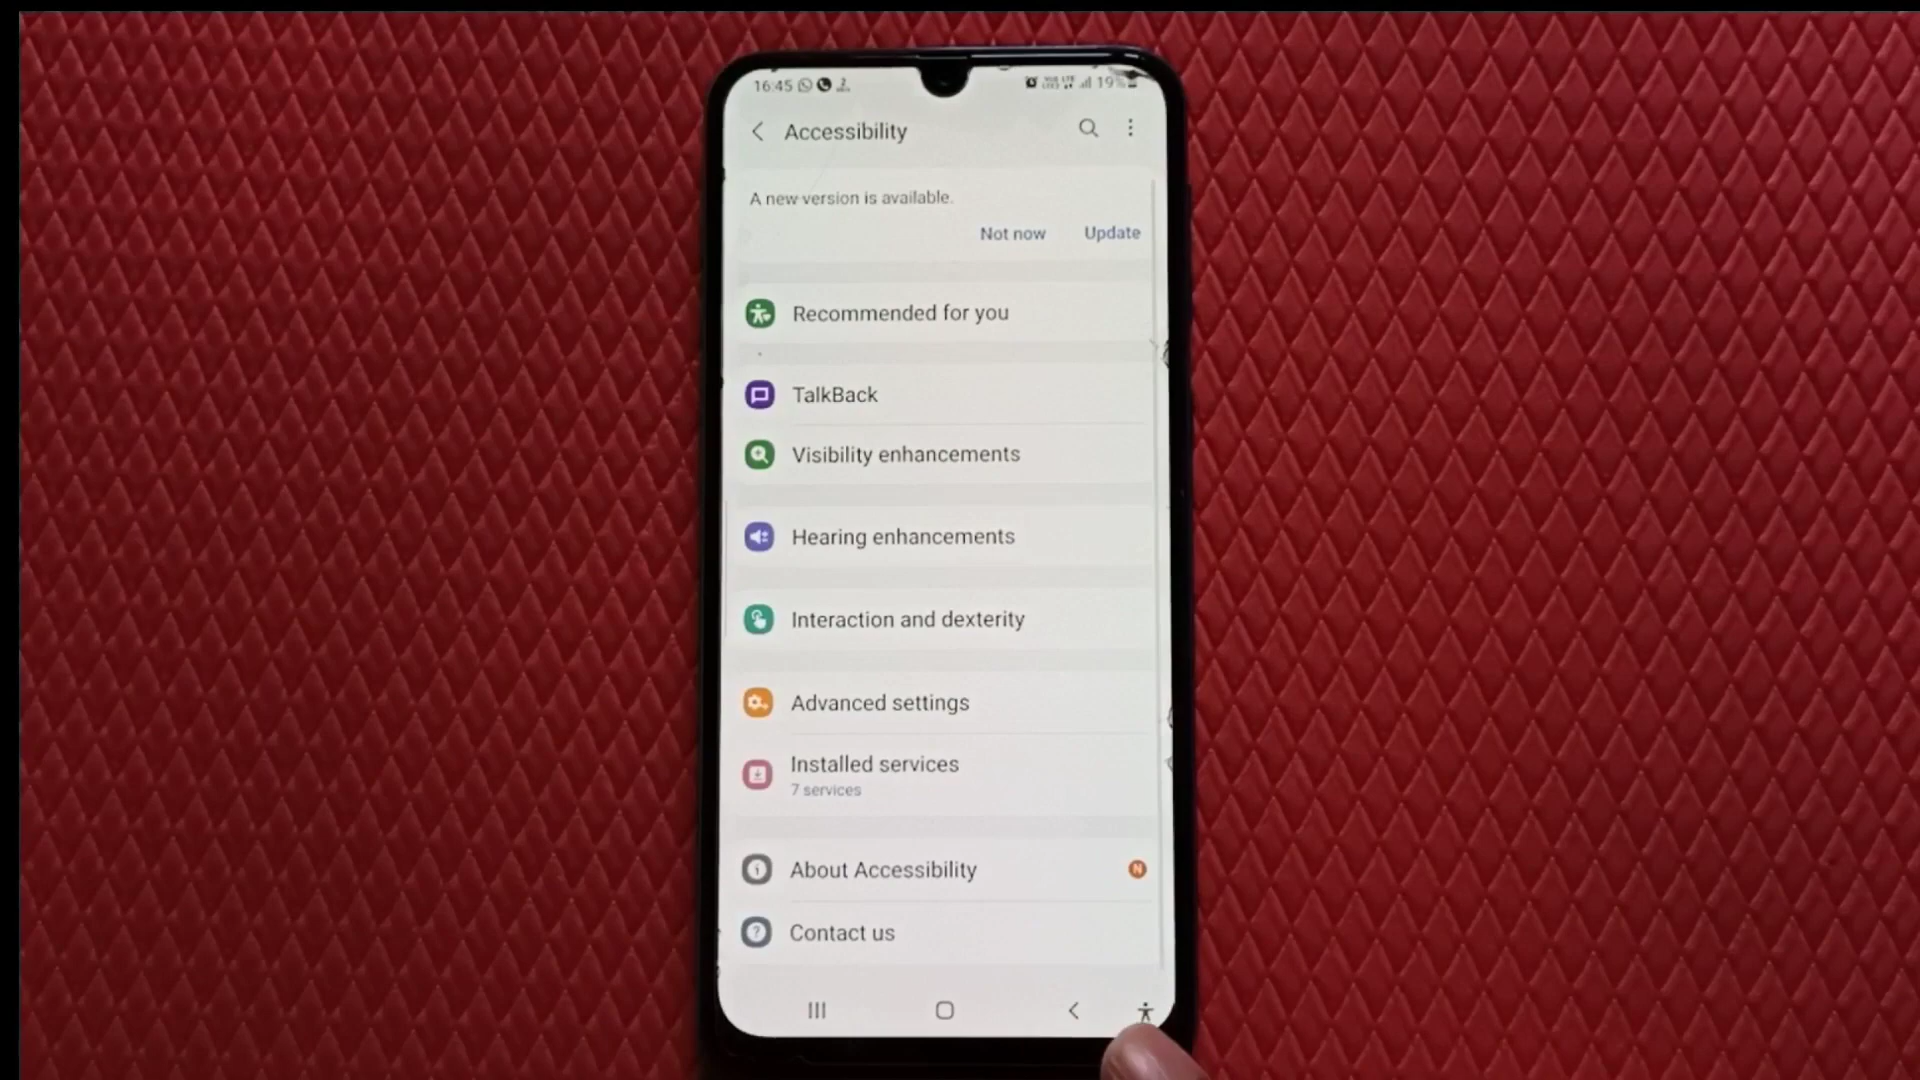 16:45
19%
Accessibility
A new version is available.
Not now Update
Recommended for you
TalkBack
Visibility enhancements
Hearing enhancements
Interaction and dexterity
Advanced settings
Installed services
7 services
About Accessibility N
Contact us